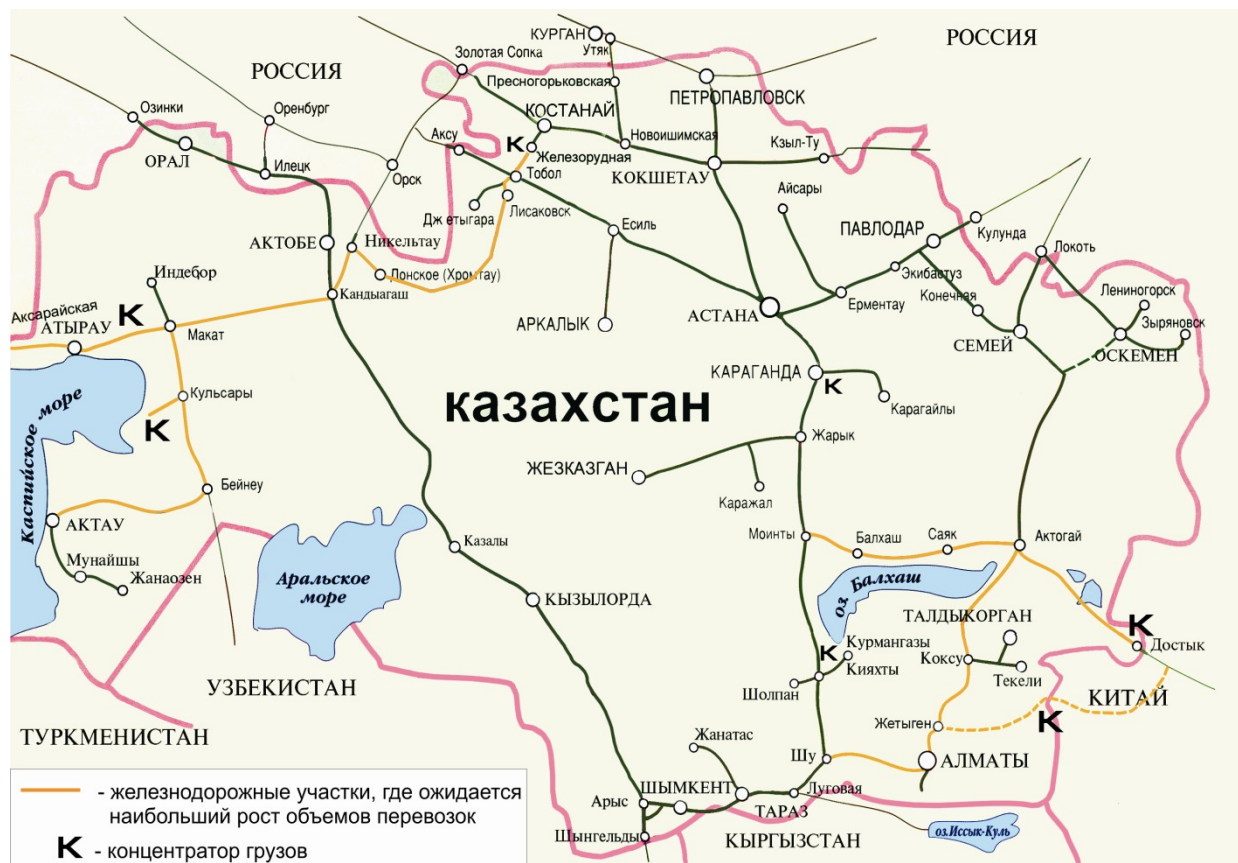 КУРГАН
Утяк
РОССИЯ
Золотая Сопка
РОССИЯ
Пресногорьковская
ПЕТРОПАВЛОВСК
Озинки
Оренбург
КОСТАНАЙ
Аксу
К
Новоишимская
Железорудная
Кзыл-Ту
ОРАЛ
Илецк
Орск
Тобол
КОКШЕТАУ
Айсары
Дж етыгара
Лисаковск
Есиль
ПАВЛОДАР
Кулунда
АКТОБЕ
Никельтау
Локоть
Индебор
Донское (Хромтау)
Экибастуз
Лениногорск
Аксарайская
К
Кандыагаш
Ерментау
Конечная
Зыряновск
АТЫРАУ
Макат
АРКАЛЫК
АСТАНА
СЕМЕЙ
ОСКЕМЕН
КАРАГАНДА
К
Кульсары
казахстан
Карагайлы
К
Каспийское море
Жарык
ЖЕЗКАЗГАН
Бейнеу
Каражал
АКТАУ
Моинты
Балхаш
Саяк
Актогай
Казалы
Мунайшы
Жанаозен
Аральское
море
КЫЗЫЛОРДА
оз. Балхаш
ТАЛДЫКОРГАН
К
Достык
Курмангазы
К
Кияхты
Коксу
Текели
УЗБЕКИСТАН
Шолпан
КИТАЙ
К
ТУРКМЕНИСТАН
Жетыген
Жанатас
Шу
АЛМАТЫ
ШЫМКЕНТ
Луговая
Арыс
ТАРАЗ
Шынгельды
КЫРГЫЗСТАН
оз.Иссык-Куль
- железнодорожные участки, где ожидается
наибольший рост объемов перевозок
К - концентратор грузов